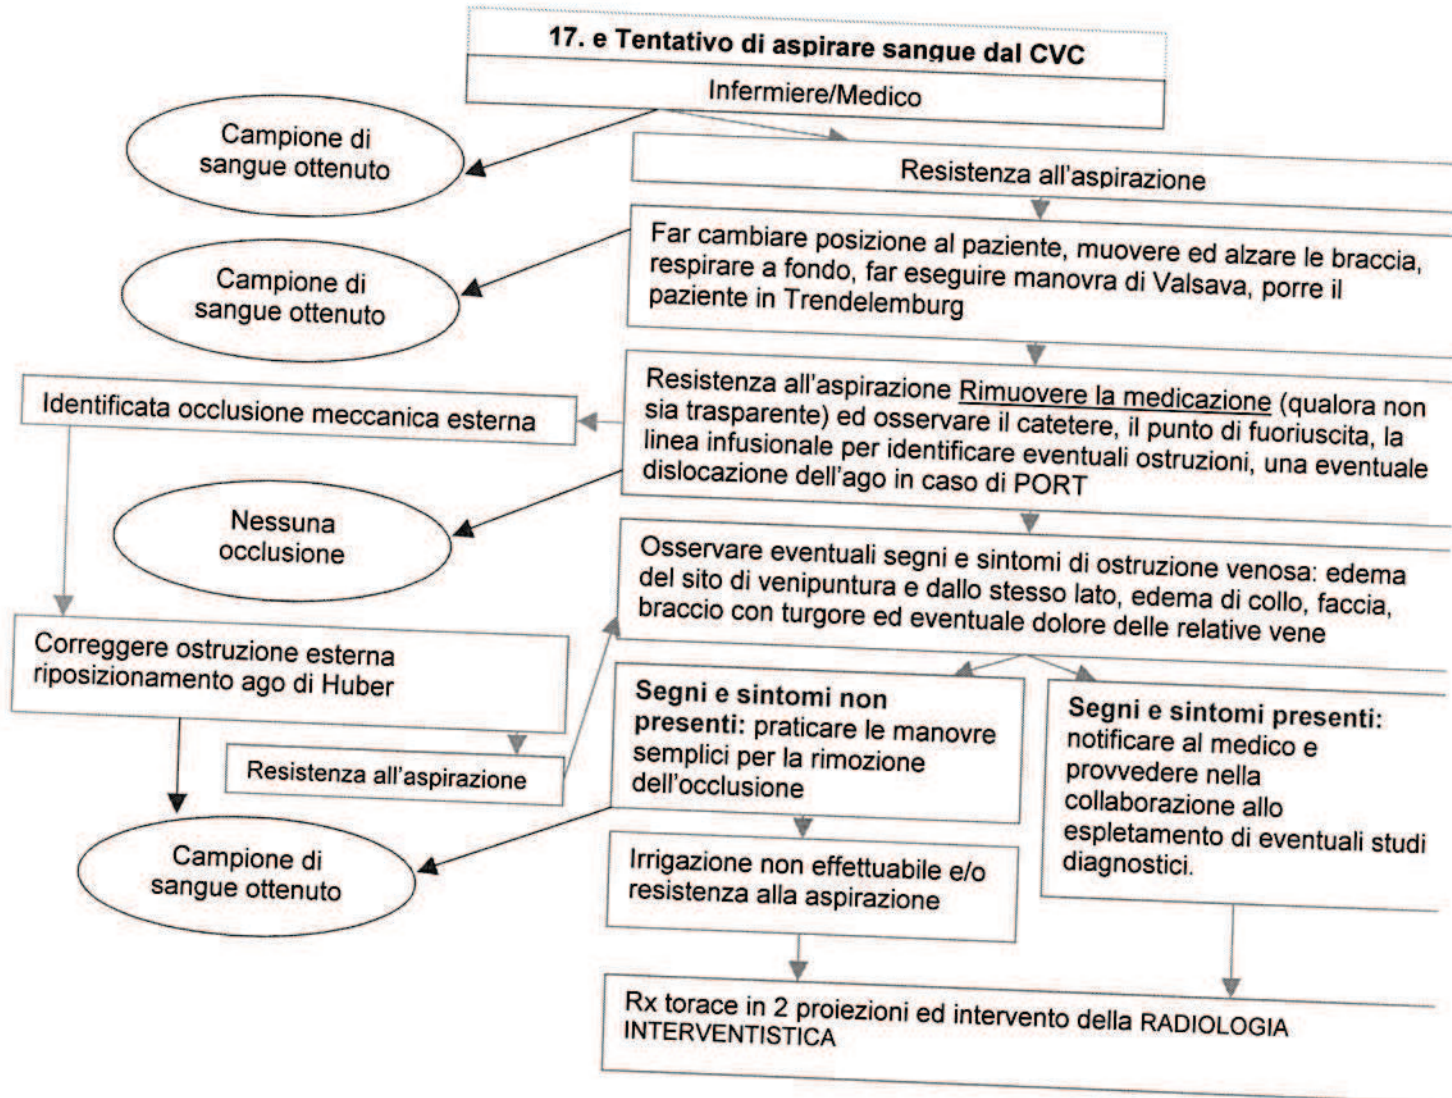 17. e Tentativo di aspirare sangue dal CVC
Infermiere/Medico
Campione di
sangue ottenuto
Resistenza all'aspirazione
Far cambiare posizione al paziente, muovere ed alzare le braccia,
respirare a fondo, far eseguire manovra di Valsava, porre il
paziente in Trendelemburg
Campione di
sangue ottenuto
Resistenza all'aspirazione Rimuovere la medicazione (qualora non
sia trasparente) ed osservare il catetere, il punto di fuoriuscita, la
linea infusionale per identificare eventuali ostruzioni, una eventuale
dislocazione dell'ago in caso di PORT
Identificata occlusione meccanica esterna
Nessuna
occlusione
Osservare eventuali segni e sintomi di ostruzione venosa: edema
del sito di venipuntura e dallo stesso lato, edema di collo, faccia,
braccio con turgore ed eventuale dolore delle relative vene
Correggere ostruzione esterna
riposizionamento ago di Huber
Resistenza all'aspirazione
Segni e sintomi non
presenti: praticare le manovre
semplici per la rimozione
dell'occlusione
Segni e sintomi presenti:
notificare al medico e
provvedere nella
collaborazione allo
espletamento di eventuali studi
diagnostici.
Campione di
sangue ottenuto
Irrigazione non effettuabile e/o
resistenza alla aspirazione
Rx torace in 2 proiezioni ed intervento della RADIOLOGIA
INTERVENTISTICA